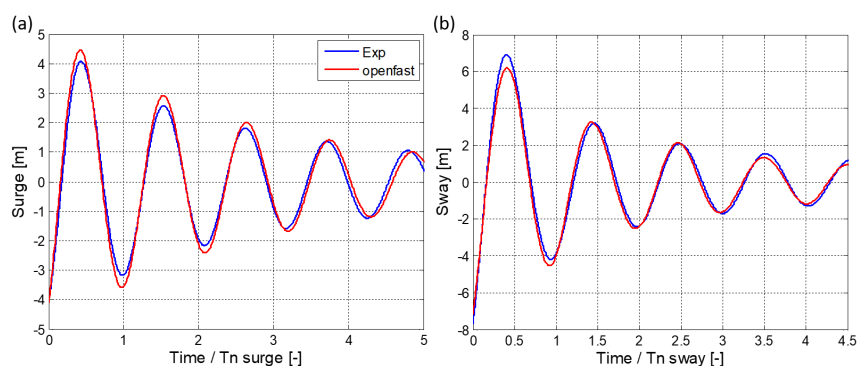 (a)
5
4
3
2
1
0
-1
-2
-3
-4
-5
Surge [m]
Exp
openfast
0 1 2 3 4 5
Time / Tn surge [-]
(b)
8
6
4
2
0
-2
-4
-6
-8
Sway [m]
0 0.5 1 1.5 2 2.5 3 3.5 4 4.5
Time / Tn sway [-]